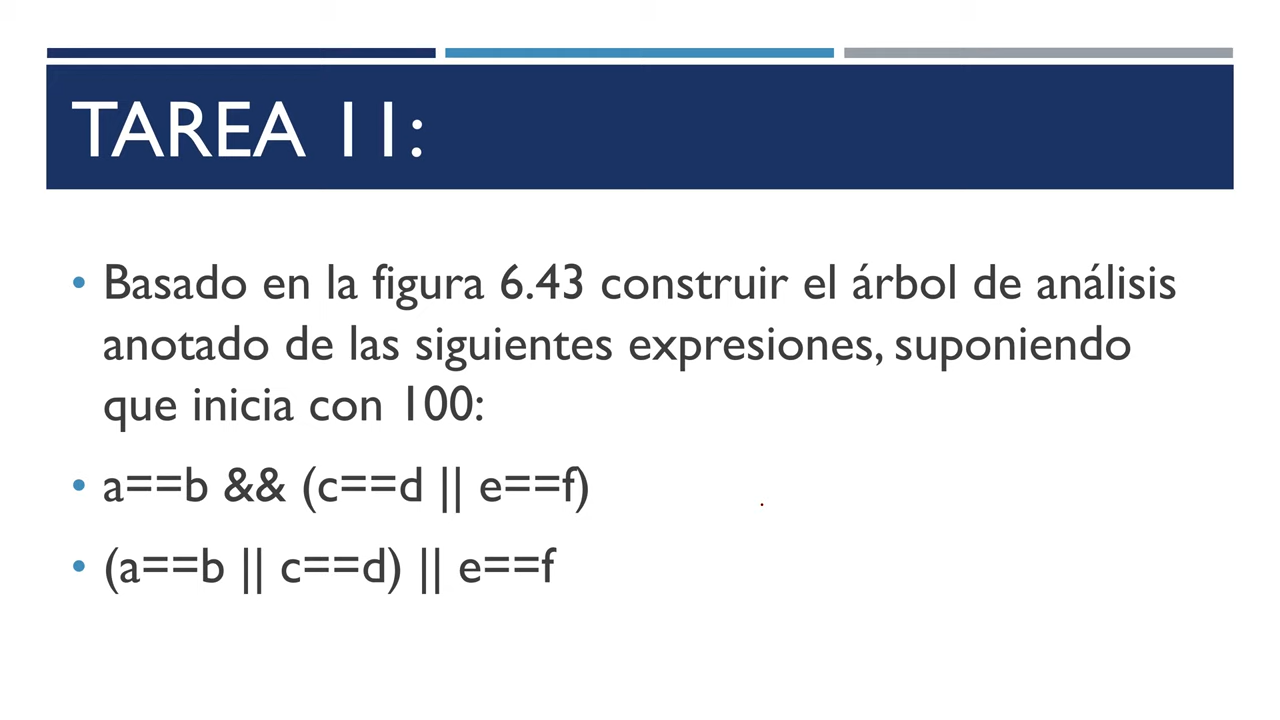 TAREA 11:
• Basado en la figura 6.43 construir el árbol de análisis
anotado de las siguientes expresiones, suponiendo
que inicia con 100:
• a==b && (c==d || e==f)
• (a==b || c==d) || e==f